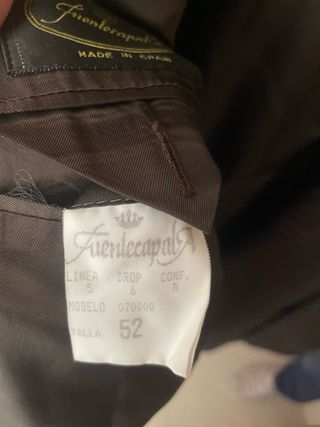 Fuentecapala
MADE IN SPAIN
Fuentecapala
LINEA DROP CONF.
5 6 R
MODELO 070000
TALLA 52